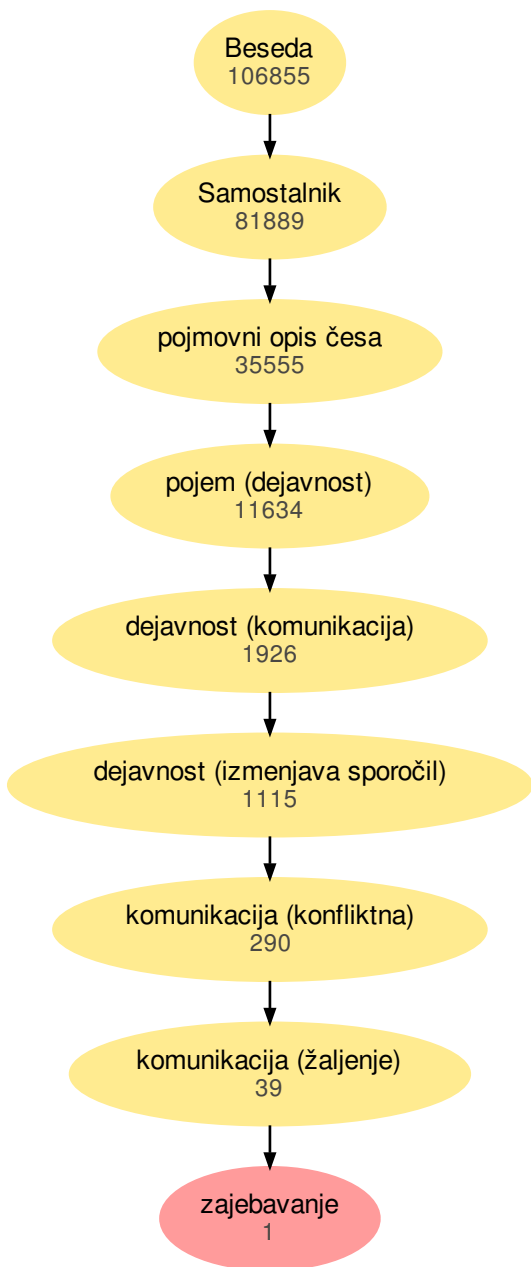 Beseda
106855
Samostalnik
81889
pojmovni opis česa
35555
pojem (dejavnost)
11634
dejavnost (komunikacija)
1926
dejavnost (izmenjava sporočil)
1115
komunikacija (konfliktna)
290
komunikacija (žaljenje)
39
zajebavanje
1